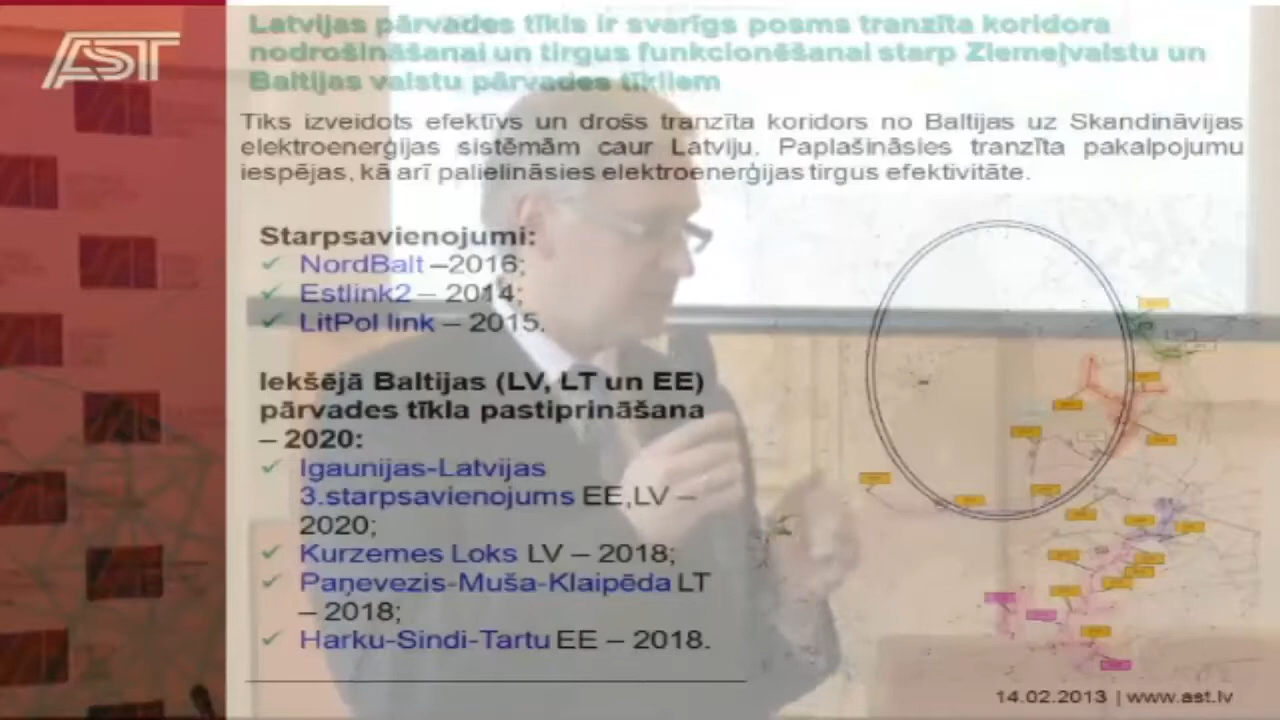 AST
Latvijas pārvades tīkls ir svarīgs posms tranzīta koridora
nodrošināšanai un tirgus funkcionēšanai starp Ziemeļvalstu un
Baltijas valstu pārvades tīkliem
Tiks izveidots efektīvs un drošs tranzīta koridors no Baltijas uz Skandināvijas
elektroenerģijas sistēmām caur Latviju. Paplašināsies tranzīta pakalpojumu
iespējas, kā arī palielināsies elektroenerģijas tirgus efektivitāte.
Starpsavienojumi:
✓ NordBalt –2016;
✓ Estlink2 – 2014;
✓ LitPol link – 2015.
Iekšējā Baltijas (LV, LT un EE)
pārvades tīkla pastiprināšana
– 2020:
✓ Igaunijas-Latvijas
3.starpsavienojums EE,LV –
2020;
✓ Kurzemes Loks LV – 2018;
✓ Paņevezis-Muša-Klaipēda LT
– 2018;
✓ Harku-Sindi-Tartu EE – 2018.
14.02.2013 | www.ast.lv